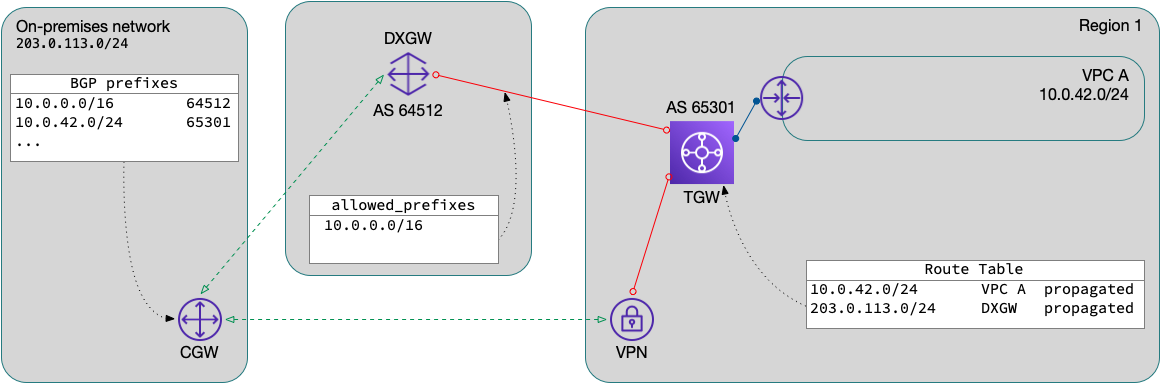 On-premises network
203.0.113.0/24
BGP prefixes
10.0.0.0/16 64512
10.0.42.0/24 65301
...
CGW
DXGW
AS 64512
allowed_prefixes
10.0.0.0/16
Region 1
VPC A
10.0.42.0/24
AS 65301
TGW
Route Table
10.0.42.0/24 VPC A propagated
203.0.113.0/24 DXGW propagated
VPN